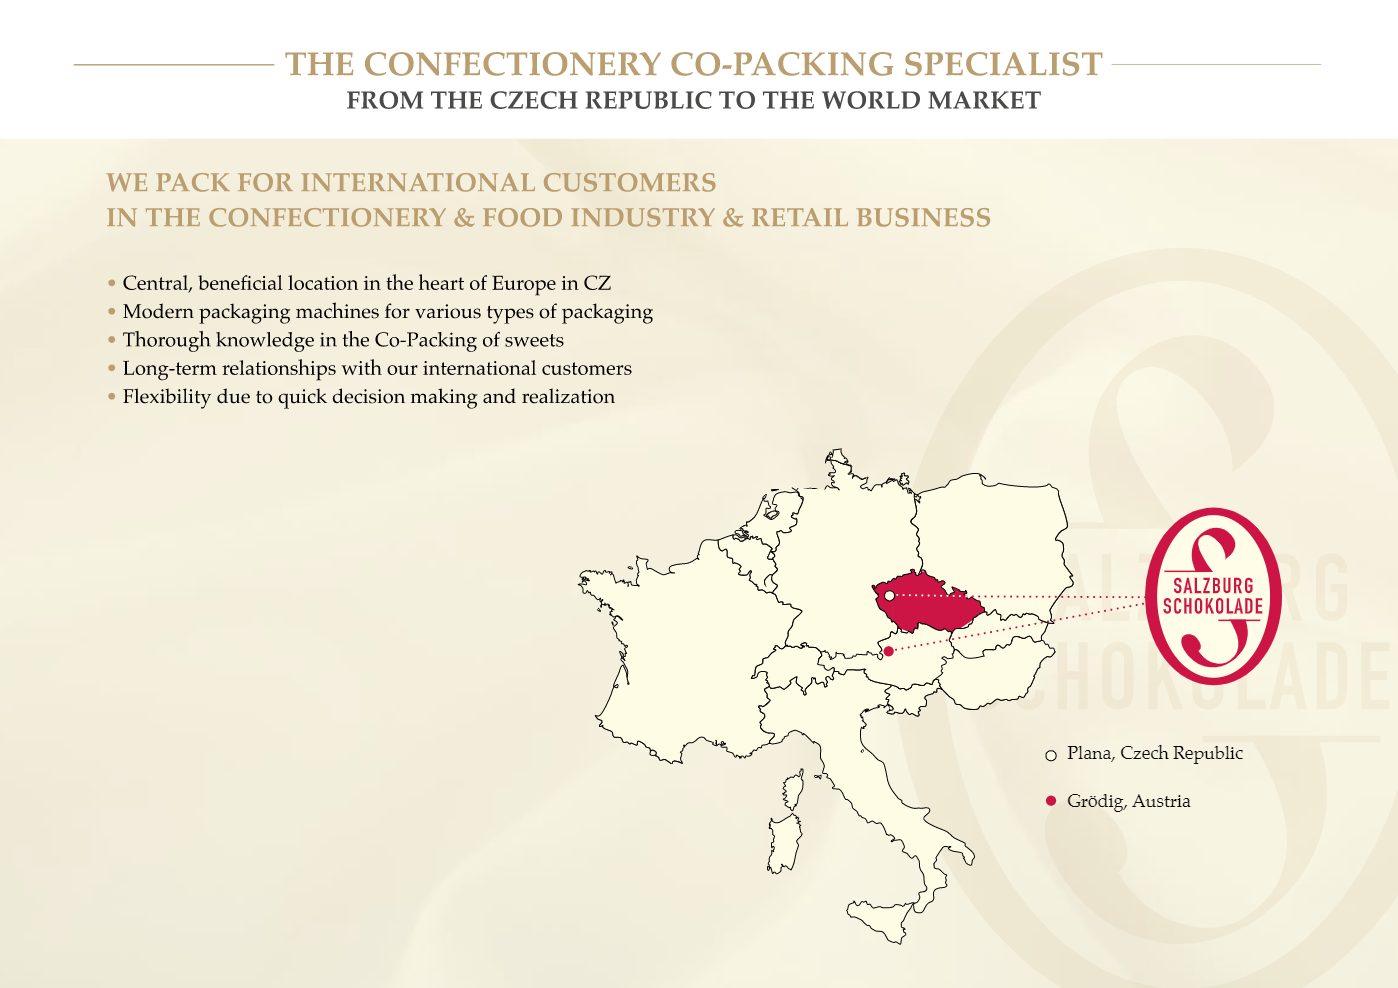 THE CONFECTIONERY CO-PACKING SPECIALIST
FROM THE CZECH REPUBLIC TO THE WORLD MARKET
WE PACK FOR INTERNATIONAL CUSTOMERS
IN THE CONFECTIONERY & FOOD INDUSTRY & RETAIL BUSINESS
• Central, beneficial location in the heart of Europe in CZ
• Modern packaging machines for various types of packaging
• Thorough knowledge in the Co-Packing of sweets
• Long-term relationships with our international customers
• Flexibility due to quick decision making and realization
SALZBURG
SCHOKOLADE
Plana, Czech Republic
Grödig, Austria